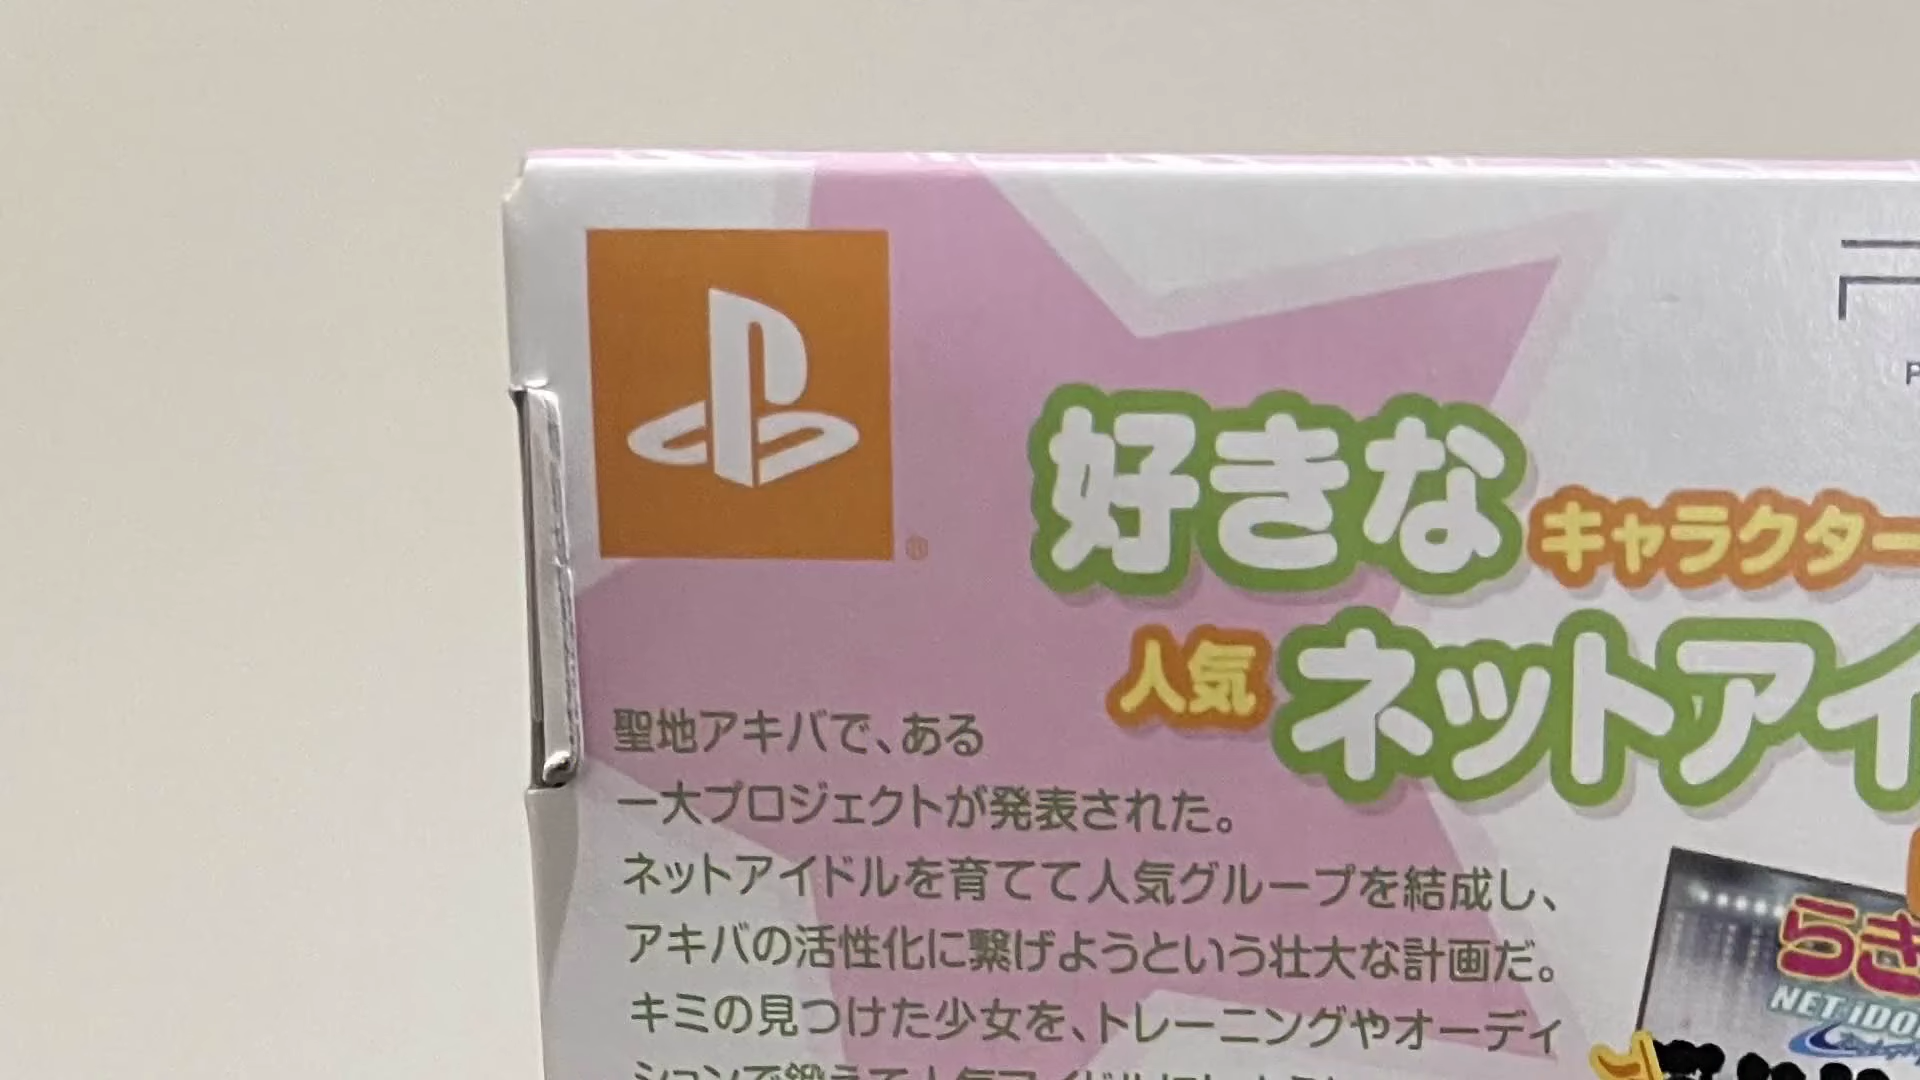 好きなキャラクター
人気ネットアイ
聖地アキバで、ある
一大プロジェクトが発表された。
ネットアイドルを育てて人気グループを結成し、
アキバの活性化に繋げようという壮大な計画だ。
キミの見つけた少女を、トレーニングやオーディ
らき
NET iDO